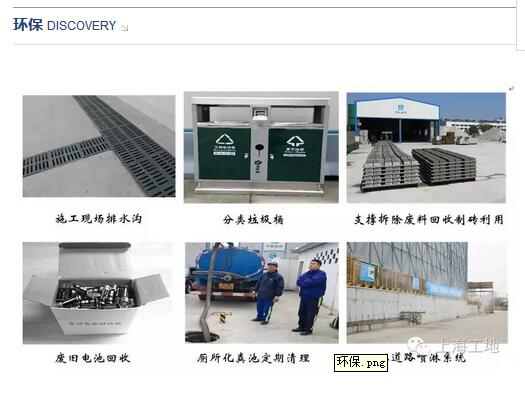 环保 DISCOVERY
施工现场排水沟
分类垃圾桶
支撑拆除废料回收制砖利用
废旧电池回收
厕所化粪池定期清理
道路喷淋系统
上海工地
环保.png